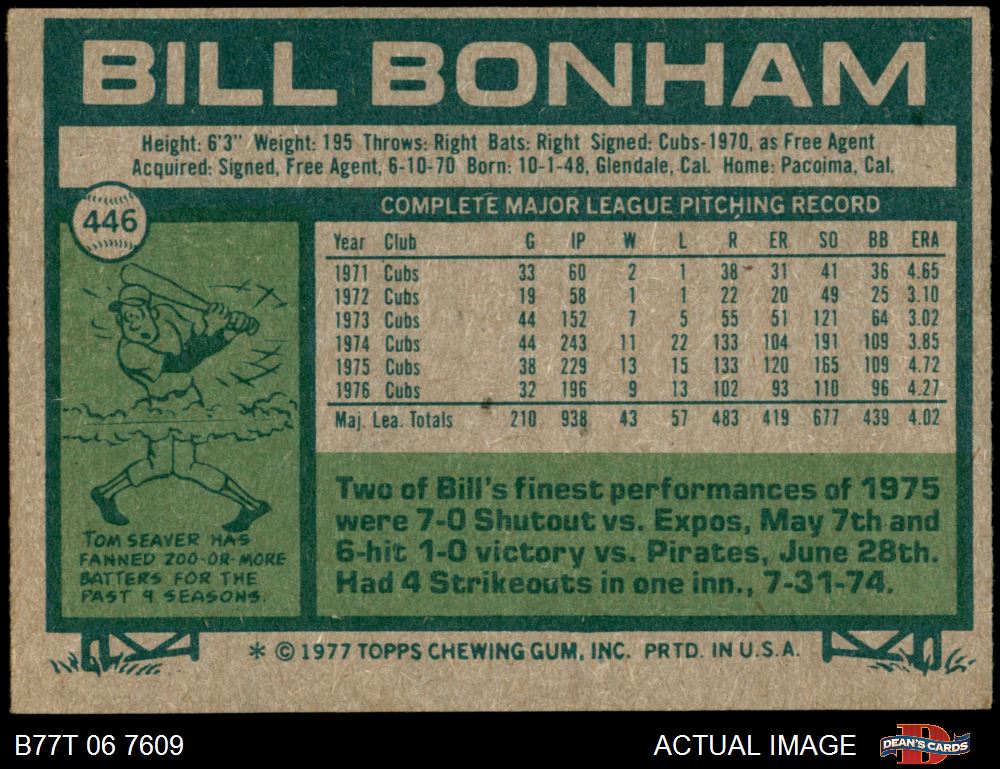 BILL BONHAM
Height: 6'3" Weight: 195 Throws: Right Bats: Right Signed: Cubs-1970, as Free Agent
Acquired: Signed, Free Agent, 6-10-70 Born: 10-1-48, Glendale, Cal. Home: Pacoima, Cal.
446
COMPLETE MAJOR LEAGUE PITCHING RECORD
Year Club G IP W L R ER SO BB ERA
1971 Cubs 33 60 2 1 38 31 41 36 4.65
1972 Cubs 19 58 1 1 22 20 49 25 3.10
1973 Cubs 44 152 7 5 55 51 121 64 3.02
1974 Cubs 44 243 11 22 133 104 191 109 3.85
1975 Cubs 38 229 13 15 133 120 165 109 4.72
1976 Cubs 32 196 9 13 102 93 110 96 4.27
Maj. Lea. Totals 210 938 43 57 483 419 677 439 4.02
TOM SEAVER HAS
FANNED 200-OR-MORE
BATTERS FOR THE
PAST 9 SEASONS.
Two of Bill's finest performances of 1975
were 7-0 Shutout vs. Expos, May 7th and
6-hit 1-0 victory vs. Pirates, June 28th.
Had 4 Strikeouts in one inn., 7-31-74.
* © 1977 TOPPS CHEWING GUM, INC. PRTD. IN U.S.A.
B77T 06 7609
ACTUAL IMAGE
DEAN'S CARDS